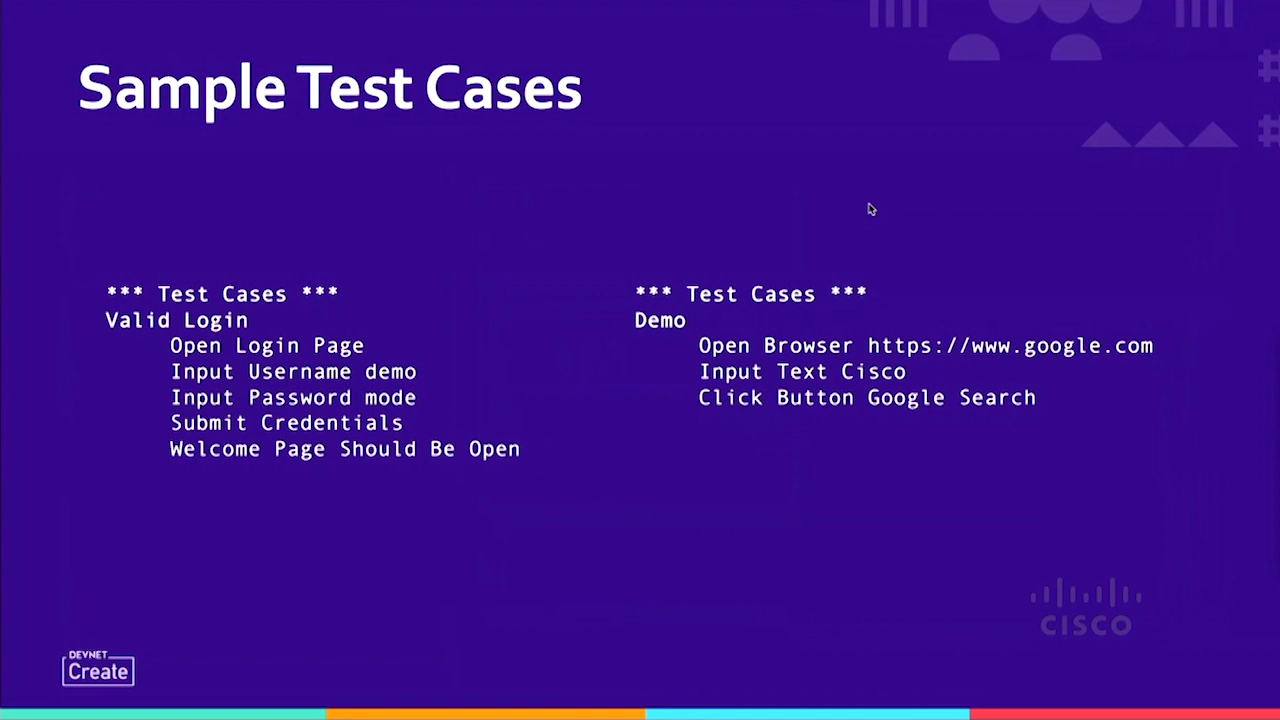 Sample Test Cases
*** Test Cases ***
Valid Login
Open Login Page
Input Username demo
Input Password mode
Submit Credentials
Welcome Page Should Be Open
*** Test Cases ***
Demo
Open Browser https://www.google.com
Input Text Cisco
Click Button Google Search
CISCO
DEVNET
Create